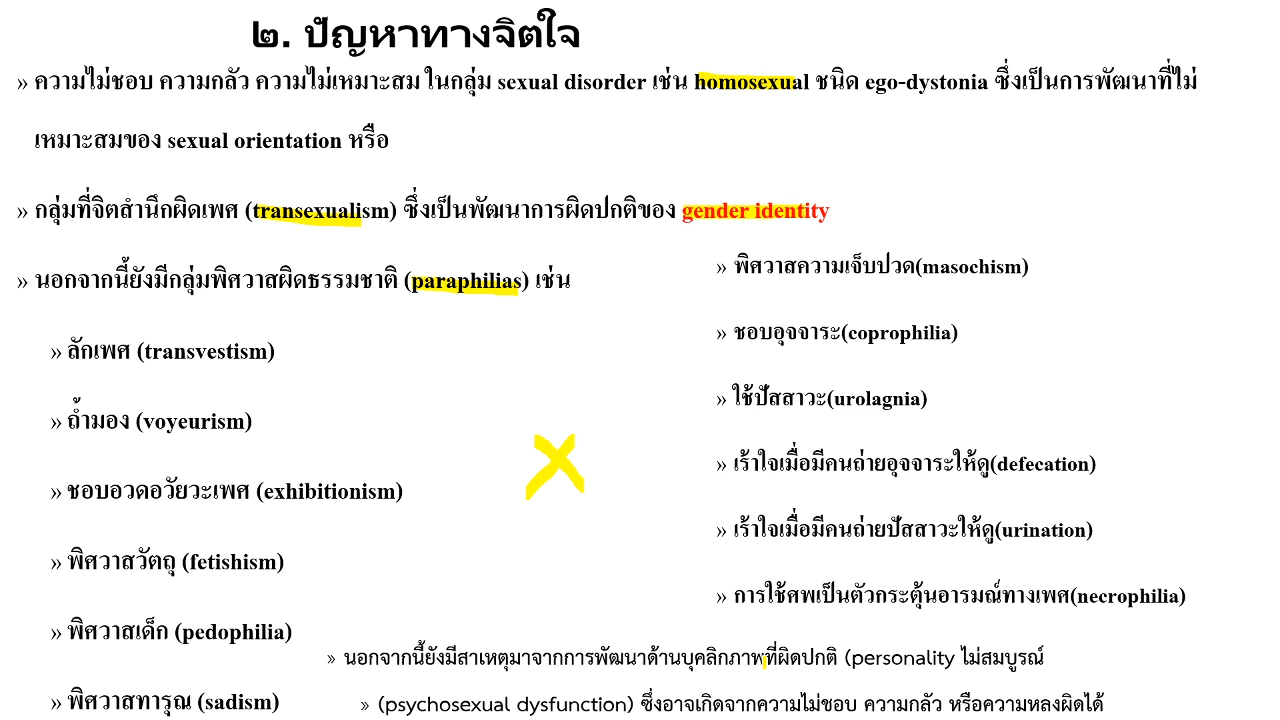 ๒. ปัญหาทางจิตใจ
» ความไม่ชอบ ความกลัว ความไม่เหมาะสม ในกลุ่ม sexual disorder เช่น homosexual ชนิด ego-dystonia ซึ่งเป็นการพัฒนาที่ไม่
เหมาะสมของ sexual orientation หรือ
» กลุ่มที่จิตสำนึกผิดเพศ (transexualism) ซึ่งเป็นพัฒนาการผิดปกติของ gender identity
» นอกจากนี้ยังมีกลุ่มพิศวาสผิดธรรมชาติ (paraphilias) เช่น
» ลักเพศ (transvestism)
» ถ้ำมอง (voyeurism)
» ชอบอวดอวัยวะเพศ (exhibitionism)
» พิศวาสวัตถุ (fetishism)
» พิศวาสเด็ก (pedophilia)
» พิศวาสทารุณ (sadism)
» พิศวาสความเจ็บปวด(masochism)
» ชอบอุจจาระ(coprophilia)
» ใช้ปัสสาวะ(urolagnia)
» เร้าใจเมื่อมีคนถ่ายอุจจาระให้ดู(defecation)
» เร้าใจเมื่อมีคนถ่ายปัสสาวะให้ดู(urination)
» การใช้ศพเป็นตัวกระตุ้นอารมณ์ทางเพศ(necrophilia)
» นอกจากนี้ยังมีสาเหตุมาจากการพัฒนาด้านบุคลิกภาพที่ผิดปกติ (personality ไม่สมบูรณ์
» (psychosexual dysfunction) ซึ่งอาจเกิดจากความไม่ชอบ ความกลัว หรือความหลงผิดได้